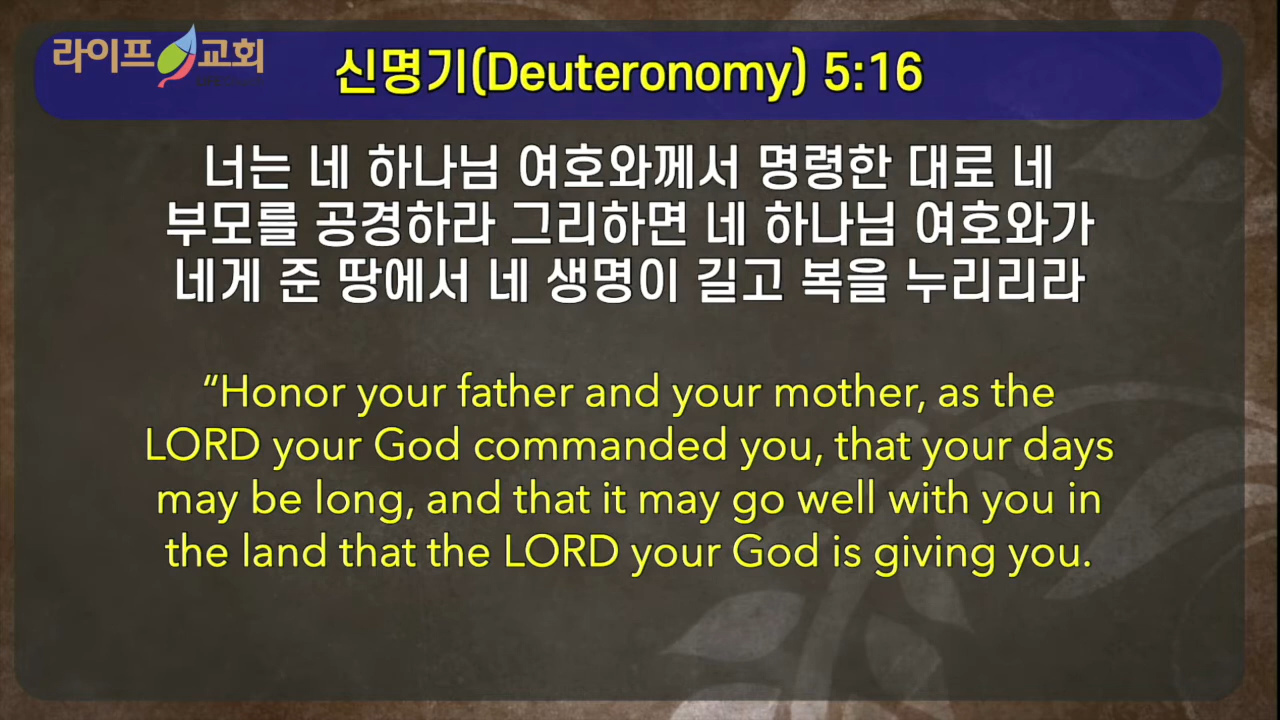 라이프 교회
신명기(Deuteronomy) 5:16
너는 네 하나님 여호와께서 명령한 대로 네
부모를 공경하라 그리하면 네 하나님 여호와가
네게 준 땅에서 네 생명이 길고 복을 누리리라
“Honor your father and your mother, as the
LORD your God commanded you, that your days
may be long, and that it may go well with you in
the land that the LORD your God is giving you.